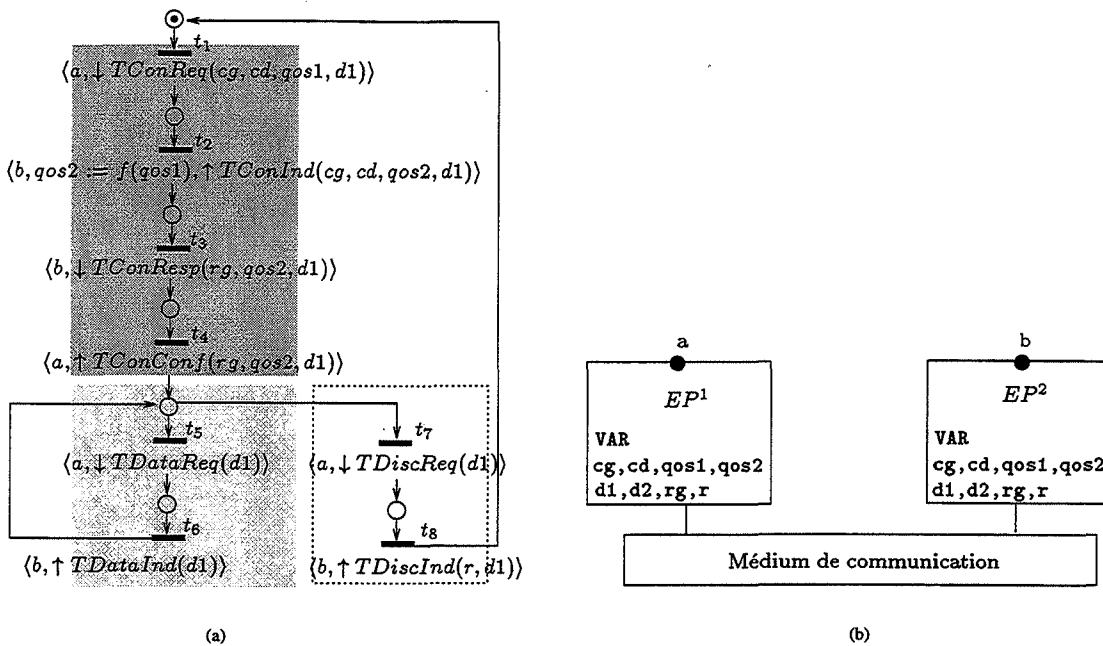 t₁
⟨a, ↓ TConReq(cg, cd, qos1, d1)⟩
t₂
⟨b, qos2 := f(qos1), ↑ TConInd(cg, cd, qos2, d1)⟩
t₃
⟨b, ↓ TConResp(rg, qos2, d1)⟩
t₄
⟨a, ↑ TConConf(rg, qos2, d1)⟩
t₅
⟨a, ↓ TDataReq(d1)⟩
t₆
⟨b, ↑ TDataInd(d1)⟩
t₇
⟨a, ↓ TDiscReq(d1)⟩
t₈
⟨b, ↑ TDiscInd(r, d1)⟩
(a)
a
EP¹
VAR
cg,cd,qos1,qos2
d1,d2,rg,r
b
EP²
VAR
cg,cd,qos1,qos2
d1,d2,rg,r
Médium de communication
(b)